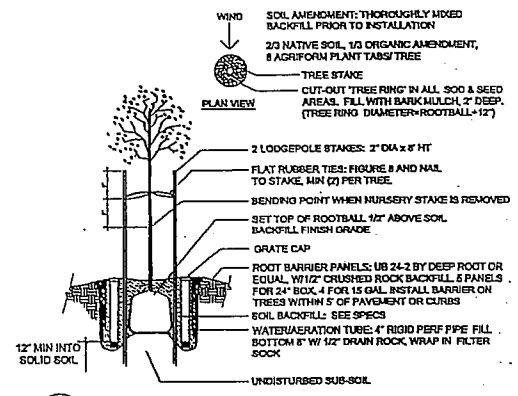 WIND
SOIL AMENDMENT: THOROUGHLY MIXED
BACKFILL PRIOR TO INSTALLATION
2/3 NATIVE SOIL, 1/3 ORGANIC AMENDMENT,
8 AGRIFORM PLANT TABS/ TREE
TREE STAKE
CUT-OUT "TREE RING" IN ALL SOD & SEED
AREAS. FILL WITH BARK MULCH, 2" DEEP.
(TREE RING DIAMETER=ROOTBALL+12")
PLAN VIEW
2 LODGEPOLE STAKES: 2" DIA x 8' HT
FLAT RUBBER TIES: FIGURE 8 AND NAIL
TO STAKE, MIN (2) PER TREE.
BENDING POINT WHEN NURSERY STAKE IS REMOVED
SET TOP OF ROOTBALL 1/2" ABOVE SOIL
BACKFILL FINISH GRADE
GRATE CAP
ROOT BARRIER PANELS: UB 24-2 BY DEEP ROOT OR
EQUAL, W/1/2" CRUSHED ROCK BACKFILL. 5 PANELS
FOR 24" BOX, 4 FOR 15 GAL. INSTALL BARRIER ON
TREES WITHIN 5' OF PAVEMENT OR CURBS
SOIL BACKFILL: SEE SPECS
WATER/AERATION TUBE: 4" RIGID PERF PIPE FILL
BOTTOM 8" W/ 1/2" DRAIN ROCK, WRAP IN FILTER
SOCK
12" MIN INTO
SOLID SOIL
UNDISTURBED SUB-SOIL